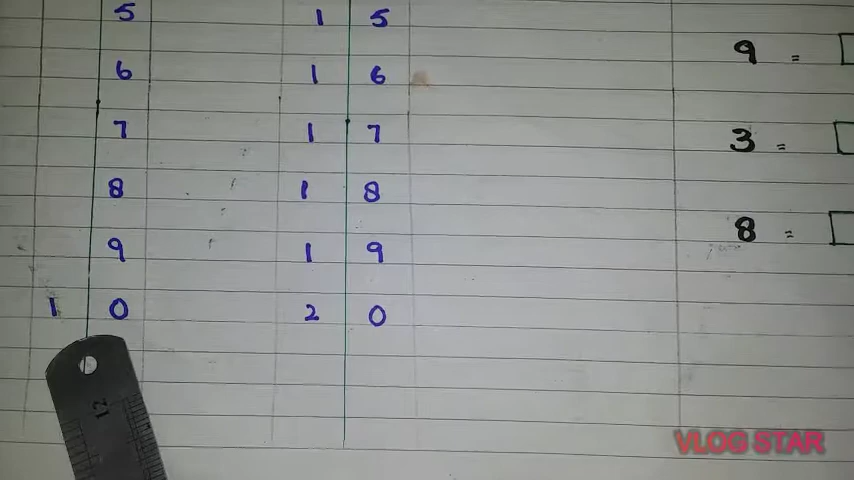 5 1 5 9 =
6 1 6
7 1 7 3 =
8 1 8 8 =
9 1 9
1 0 2 0
12
VLOG STAR